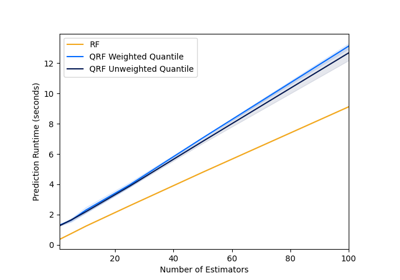 RF
QRF Weighted Quantile
QRF Unweighted Quantile
Prediction Runtime (seconds)
12
10
8
6
4
2
0
20
40
60
80
100
Number of Estimators